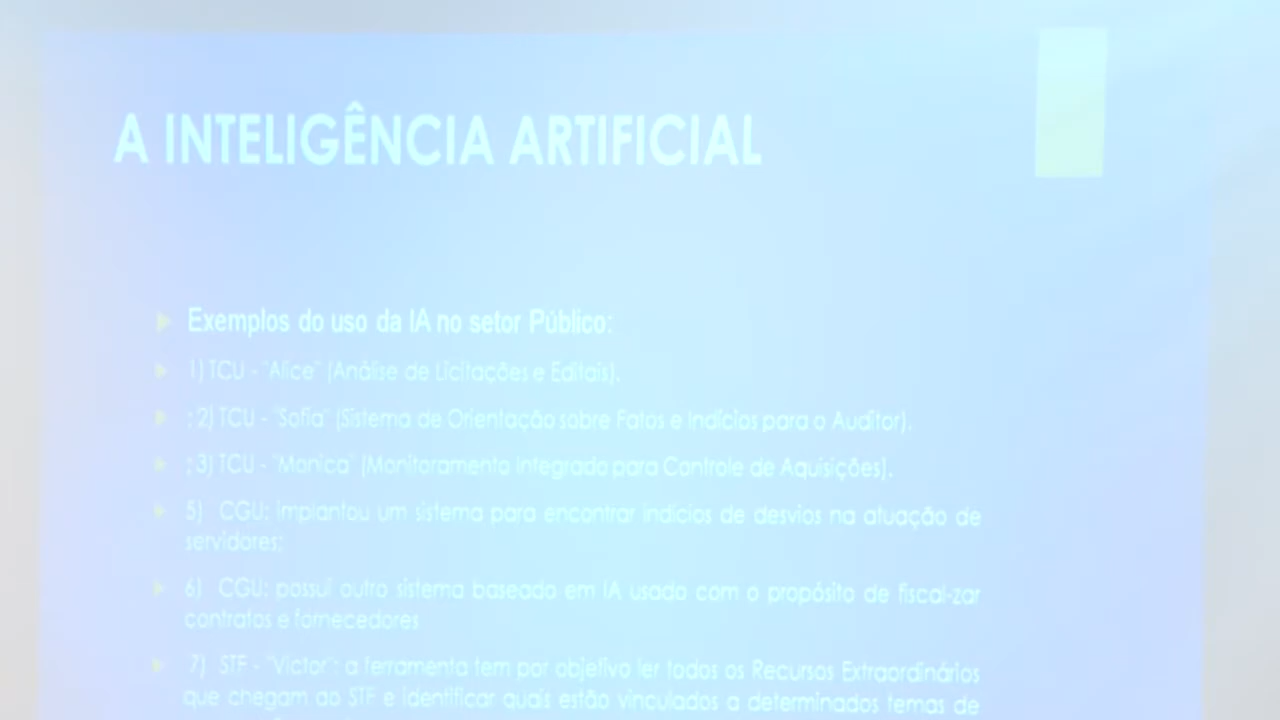 A INTELIGÊNCIA ARTIFICIAL
Exemplos do uso da IA no setor Público:
1) TCU - "Alice" (Análise de Licitações e Editais).
; 2) TCU - "Sofia" (Sistema de Orientação sobre Fatos e Indícios para o Auditor).
; 3) TCU - "Monica" (Monitoramento Integrado para Controle de Aquisições).
5) CGU: implantou um sistema para encontrar indícios de desvios na atuação de
servidores;
6) CGU: possui outro sistema baseado em IA usado com o propósito de fiscal-zar
contratos e fornecedores
7) STF - "Victor": a ferramenta tem por objetivo ler todos os Recursos Extraordinários
que chegam ao STF e identificar quais estão vinculados a determinados temas de